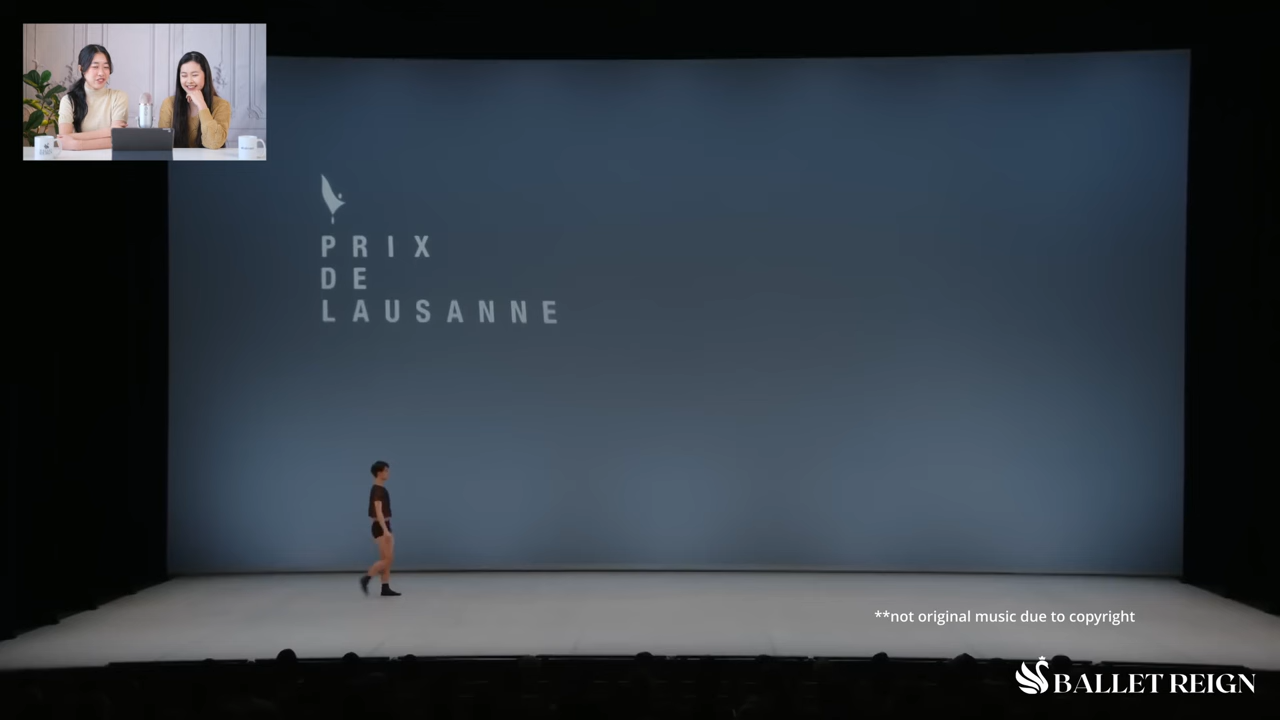 PRIX
DE
LAUSANNE
**not original music due to copyright
BALLET REIGN